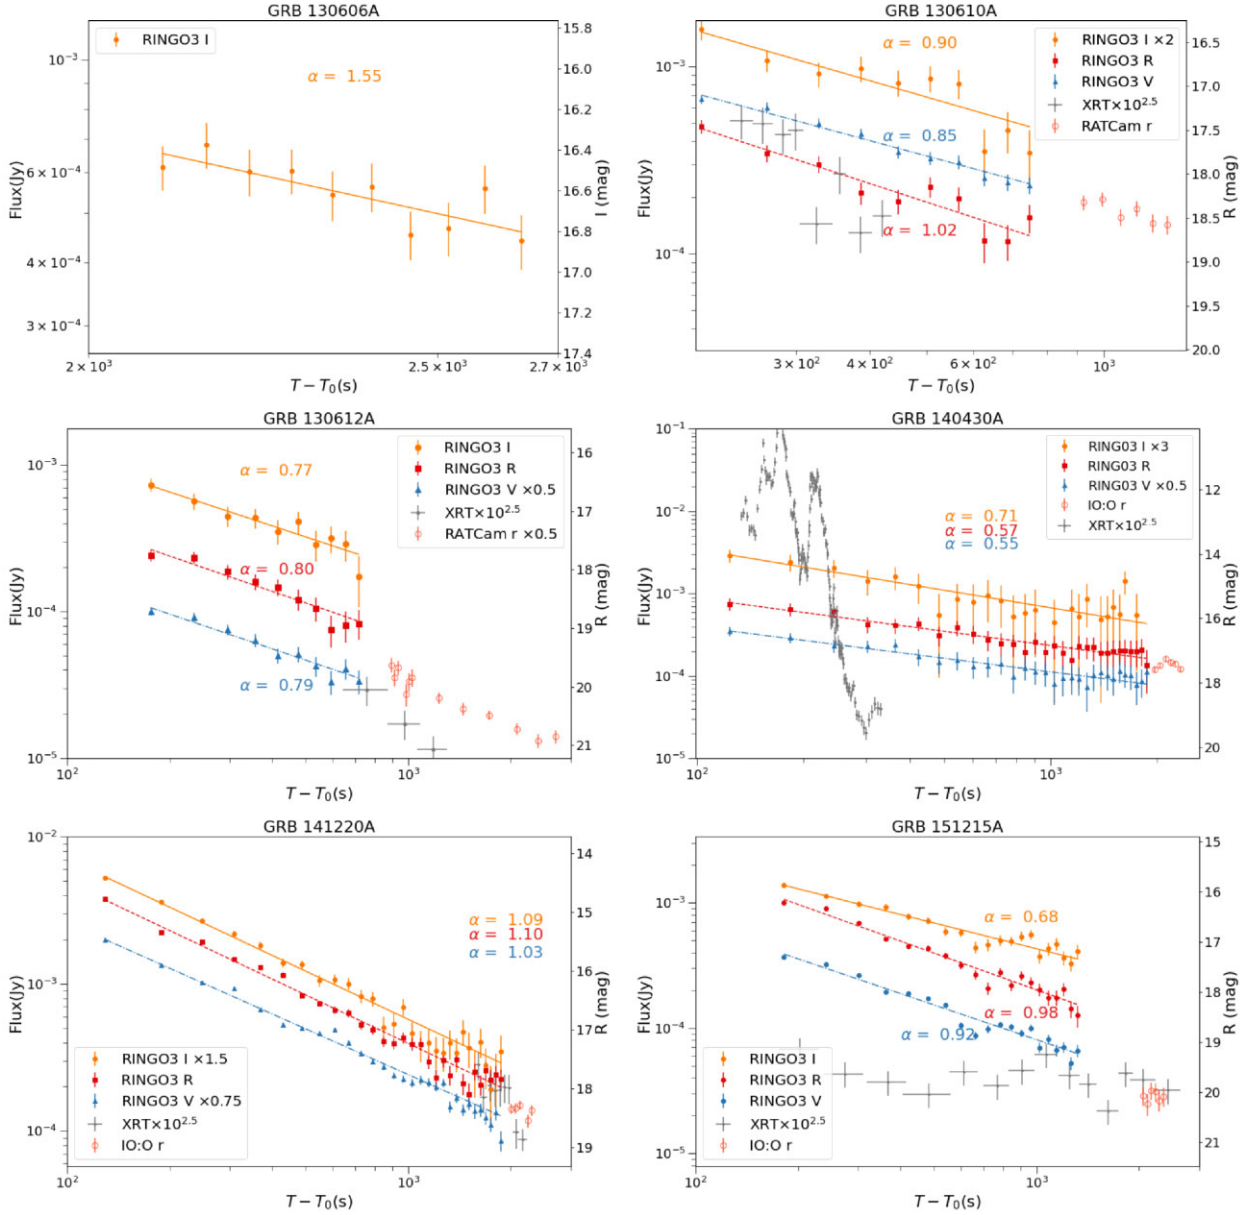 GRB 130606A
RINGO3 I
α = 1.55
10⁻³
6 × 10⁻⁴
4 × 10⁻⁴
3 × 10⁻⁴
Flux(Jy)
15.8
16.0
16.2
16.4
16.6
16.8
17.0
17.2
17.4
I (mag)
2 × 10³
2.5 × 10³
2.7 × 10³
T − T₀(s)
GRB 130610A
α = 0.90
α = 0.85
α = 1.02
RINGO3 I ×2
RINGO3 R
RINGO3 V
XRT×10²·⁵
RATCam r
10⁻³
10⁻⁴
Flux(Jy)
16.5
17.0
17.5
18.0
18.5
19.0
19.5
20.0
R (mag)
3 × 10²
4 × 10²
6 × 10²
10³
T − T₀(s)
GRB 130612A
α = 0.77
α = 0.80
α = 0.79
RINGO3 I
RINGO3 R
RINGO3 V ×0.5
XRT×10²·⁵
RATCam r ×0.5
10⁻³
10⁻⁴
10⁻⁵
Flux(Jy)
16
17
18
19
20
21
R (mag)
10²
10³
T − T₀(s)
GRB 140430A
RING03 I ×3
RING03 R
RING03 V ×0.5
IO:O r
XRT×10²·⁵
α = 0.71
α = 0.57
α = 0.55
10⁻¹
10⁻²
10⁻³
10⁻⁴
10⁻⁵
Flux(Jy)
12
14
16
18
20
R (mag)
10²
10³
T − T₀(s)
GRB 141220A
α = 1.09
α = 1.10
α = 1.03
RINGO3 I ×1.5
RINGO3 R
RINGO3 V ×0.75
XRT×10²·⁵
IO:O r
10⁻²
10⁻³
10⁻⁴
Flux(Jy)
14
15
16
17
18
19
R (mag)
10²
10³
T − T₀(s)
GRB 151215A
α = 0.68
α = 0.98
α = 0.92
RINGO3 I
RINGO3 R
RINGO3 V
XRT×10²·⁵
IO:O r
10⁻³
10⁻⁴
10⁻⁵
Flux(Jy)
15
16
17
18
19
20
21
R (mag)
10²
10³
T − T₀(s)